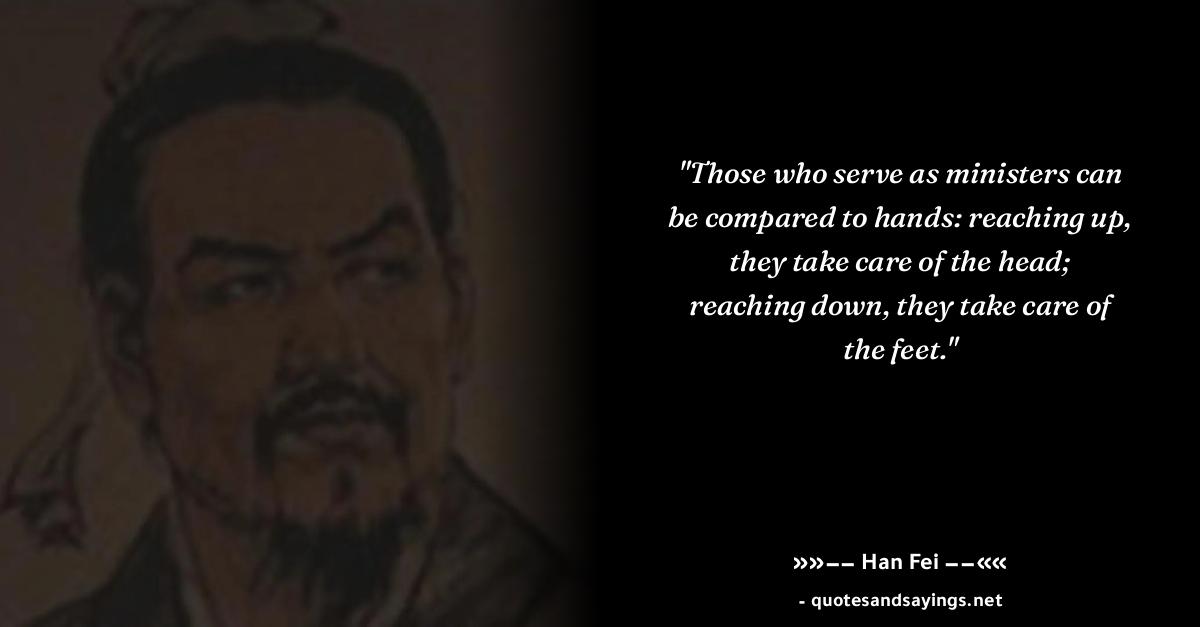 "Those who serve as ministers can
be compared to hands: reaching up,
they take care of the head;
reaching down, they take care of
the feet."
»»–– Han Fei ––««
- quotesandsayings.net